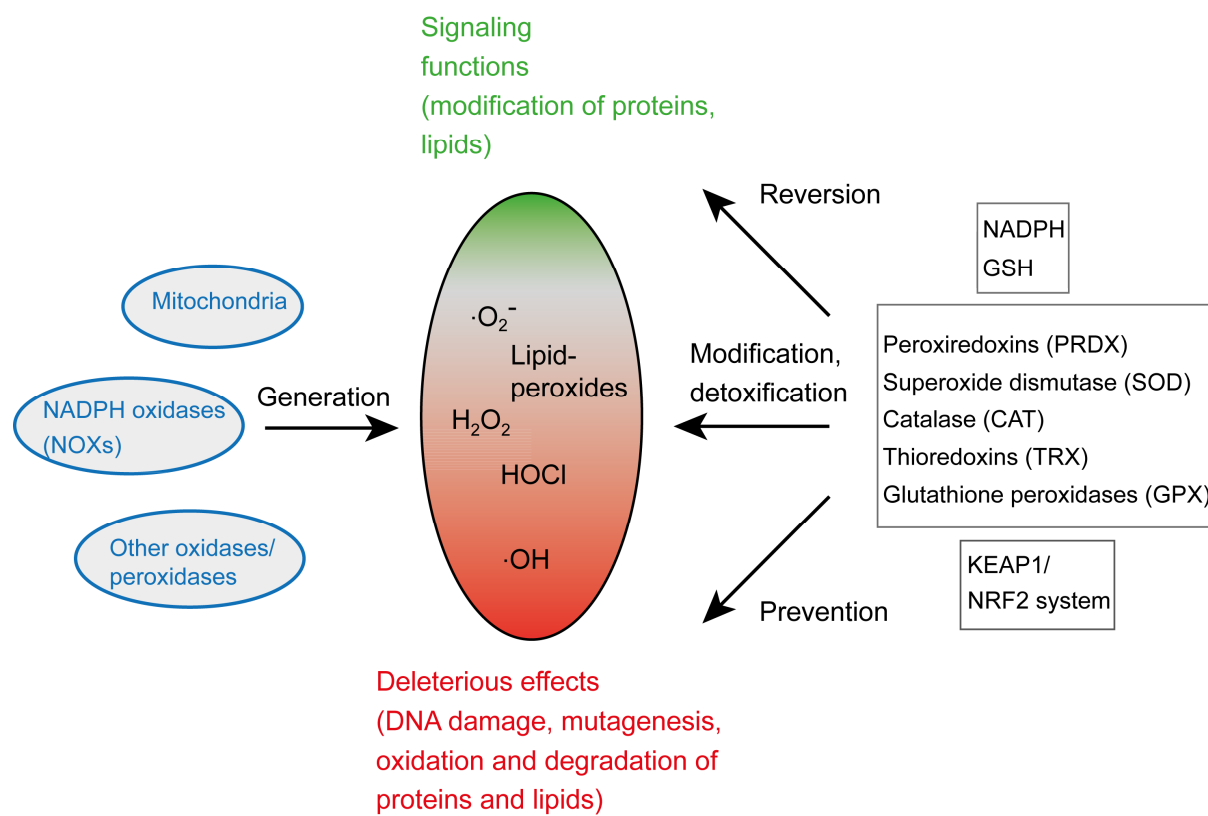 Signaling
functions
(modification of proteins,
lipids)
Mitochondria
NADPH oxidases
(NOXs)
Other oxidases/
peroxidases
Generation
·O₂⁻
Lipid-
peroxides
H₂O₂
HOCl
·OH
Reversion
Modification,
detoxification
Prevention
NADPH
GSH
Peroxiredoxins (PRDX)
Superoxide dismutase (SOD)
Catalase (CAT)
Thioredoxins (TRX)
Glutathione peroxidases (GPX)
KEAP1/
NRF2 system
Deleterious effects
(DNA damage, mutagenesis,
oxidation and degradation of
proteins and lipids)